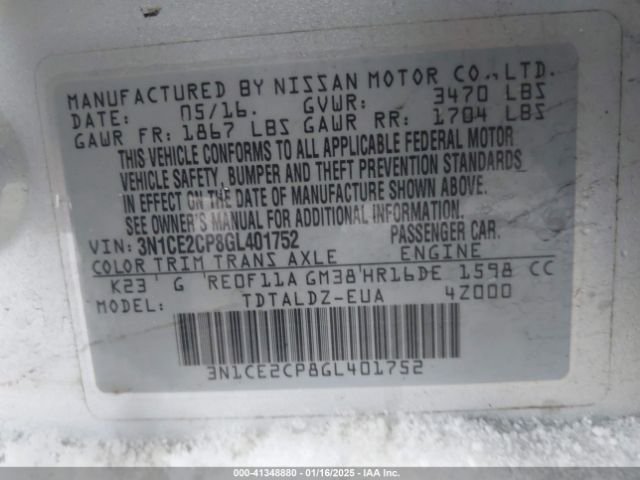 MANUFACTURED BY NISSAN MOTOR CO.,LTD.
DATE: 05/16. GVWR: 3470 LBS
GAWR FR: 1867 LBS GAWR RR: 1704 LBS
THIS VEHICLE CONFORMS TO ALL APPLICABLE FEDERAL MOTOR
VEHICLE SAFETY, BUMPER AND THEFT PREVENTION STANDARDS
IN EFFECT ON THE DATE OF MANUFACTURE SHOWN ABOVE.
SEE OWNER'S MANUAL FOR ADDITIONAL INFORMATION.
VIN: 3N1CE2CP8GL401752 PASSENGER CAR.
COLOR TRIM TRANS AXLE ENGINE
K23 G RE0F11A GM38 HR16DE 1598 CC
MODEL: TDTALDZ-EUA 4Z000
3N1CE2CP8GL401752
000-41348880 - 01/16/2025 - IAA Inc.